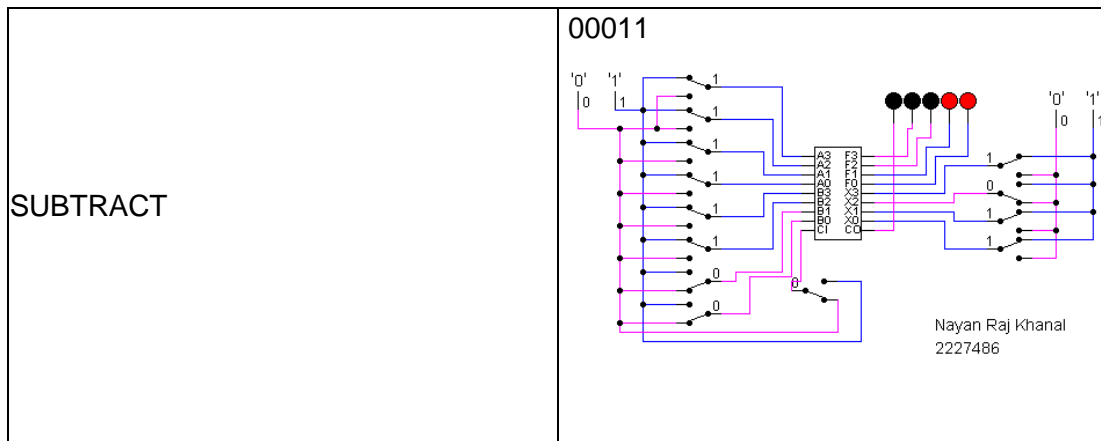 SUBTRACT
00011
'0' '1'
0 1
1
1
1
1
1
1
0
0
0
A3 F3
A2 F2
A1 F1
A0 F0
B3 X3
B2 X2
B1 X1
B0 X0
CI CO
'0' '1'
0 1
1
0
1
1
Nayan Raj Khanal
2227486